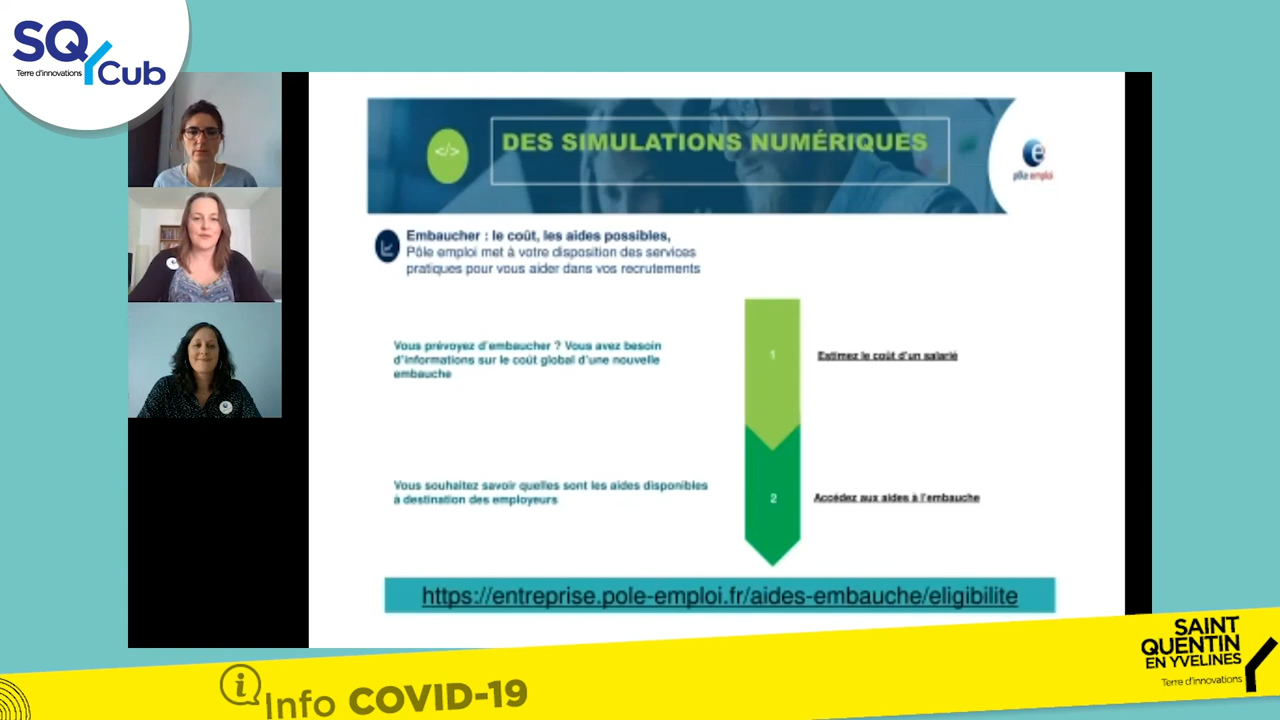 SQY Cub
Terre d'innovations
</>
DES SIMULATIONS NUMÉRIQUES
pôle emploi
Embaucher : le coût, les aides possibles,
Pôle emploi met à votre disposition des services
pratiques pour vous aider dans vos recrutements
Vous prévoyez d'embaucher ? Vous avez besoin
d'informations sur le coût global d'une nouvelle
embauche
1
Estimez le coût d'un salarié
Vous souhaitez savoir quelles sont les aides disponibles
à destination des employeurs
2
Accédez aux aides à l'embauche
https://entreprise.pole-emploi.fr/aides-embauche/eligibilite
i Info COVID-19
SAINT
QUENTIN
EN YVELINES
Terre d'innovations